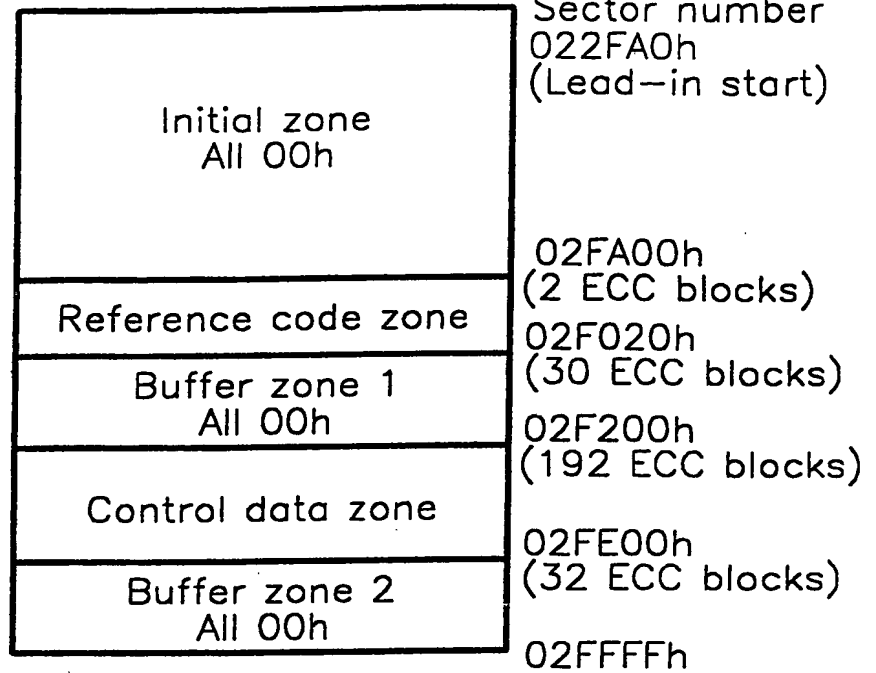 Sector number
022FA0h
(Lead-in start)
Initial zone
All 00h
02FA00h
(2 ECC blocks)
Reference code zone
02F020h
(30 ECC blocks)
Buffer zone 1
All 00h
02F200h
(192 ECC blocks)
Control data zone
02FE00h
(32 ECC blocks)
Buffer zone 2
All 00h
02FFFFh